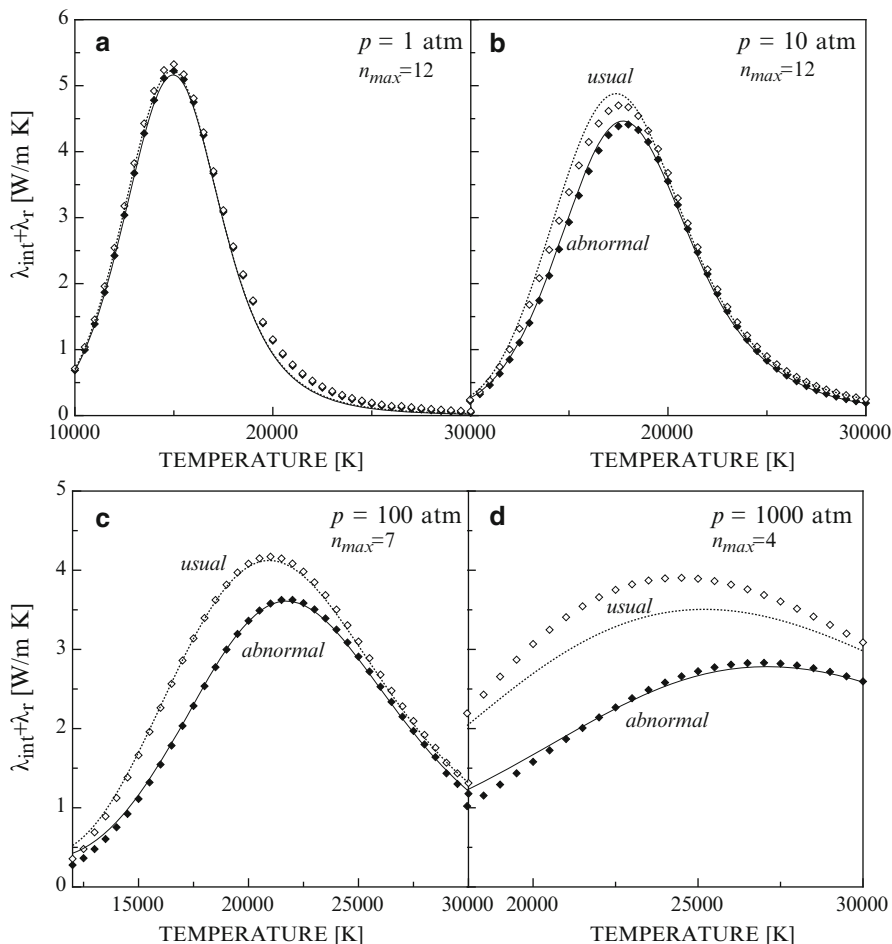 a
p = 1 atm
n_max=12
b
p = 10 atm
n_max=12
usual
abnormal
λ_int+λ_r [W/m K]
6
5
4
3
2
1
0
10000
20000
30000
20000
30000
TEMPERATURE [K]
TEMPERATURE [K]
c
p = 100 atm
n_max=7
d
p = 1000 atm
n_max=4
usual
abnormal
usual
abnormal
λ_int+λ_r [W/m K]
5
4
3
2
1
0
15000
20000
25000
30000
20000
25000
30000
TEMPERATURE [K]
TEMPERATURE [K]